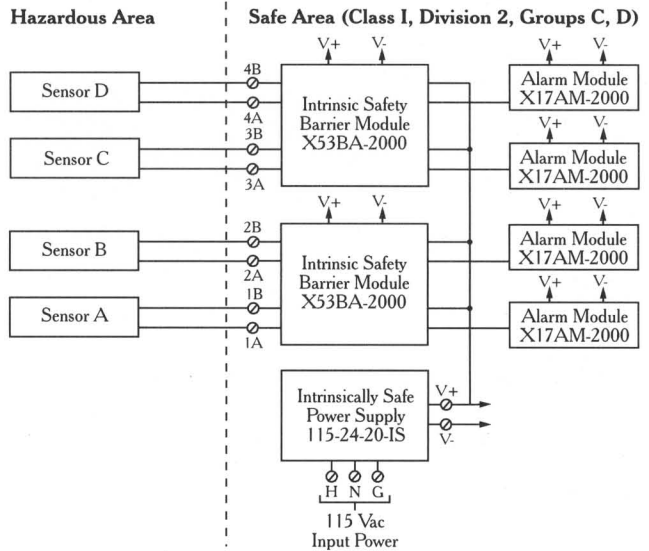 Hazardous Area
Safe Area (Class I, Division 2, Groups C, D)
V+ V-
V+ V-
Sensor D
4B
4A
Intrinsic Safety
Barrier Module
X53BA-2000
Alarm Module
X17AM-2000
V+ V-
Sensor C
3B
3A
Alarm Module
X17AM-2000
V+ V-
V+ V-
Sensor B
2B
2A
Intrinsic Safety
Barrier Module
X53BA-2000
Alarm Module
X17AM-2000
V+ V-
Sensor A
1B
1A
Alarm Module
X17AM-2000
Intrinsically Safe
Power Supply
115-24-20-IS
V+
V-
H N G
115 Vac
Input Power